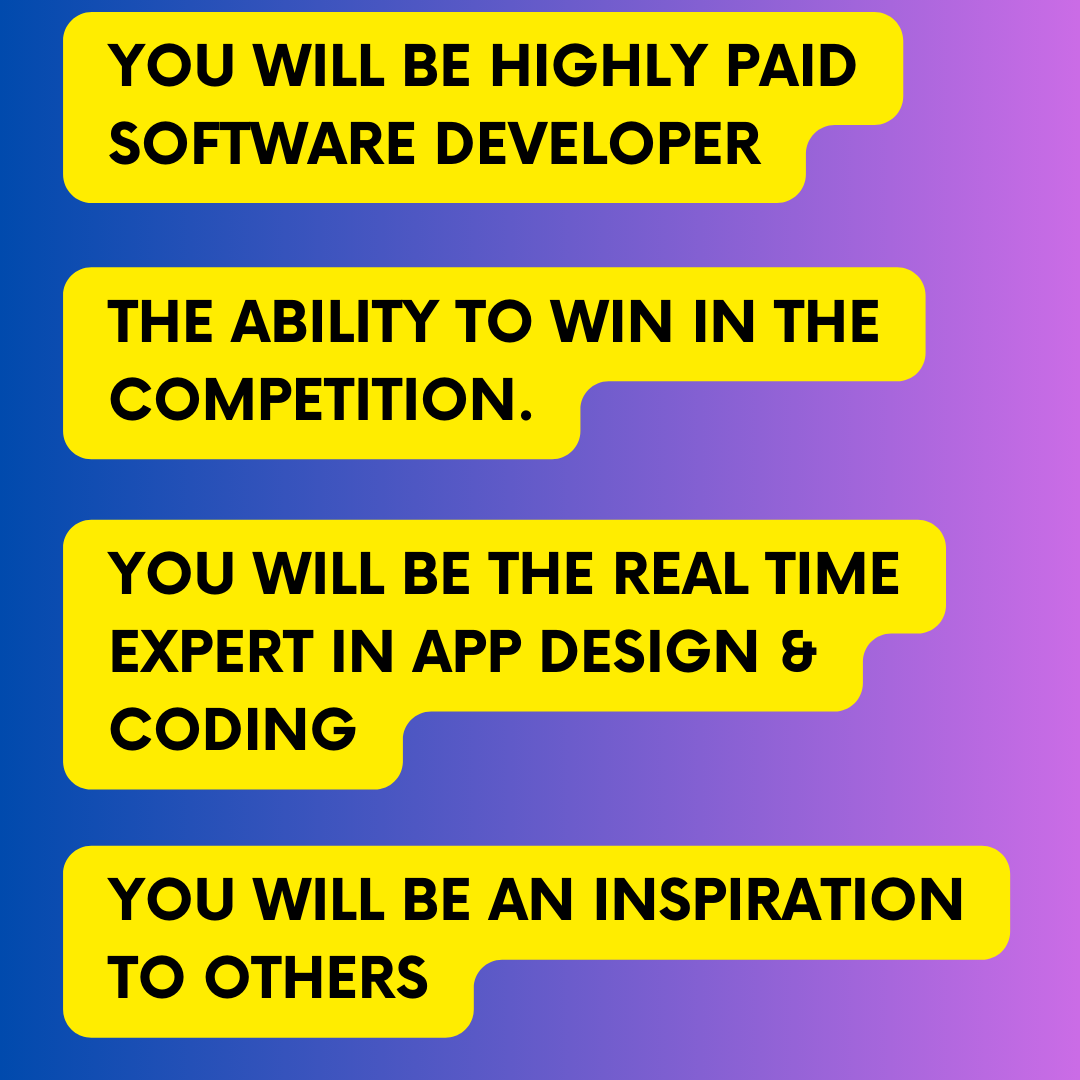 YOU WILL BE HIGHLY PAID
SOFTWARE DEVELOPER
THE ABILITY TO WIN IN THE
COMPETITION.
YOU WILL BE THE REAL TIME
EXPERT IN APP DESIGN &
CODING
YOU WILL BE AN INSPIRATION
TO OTHERS